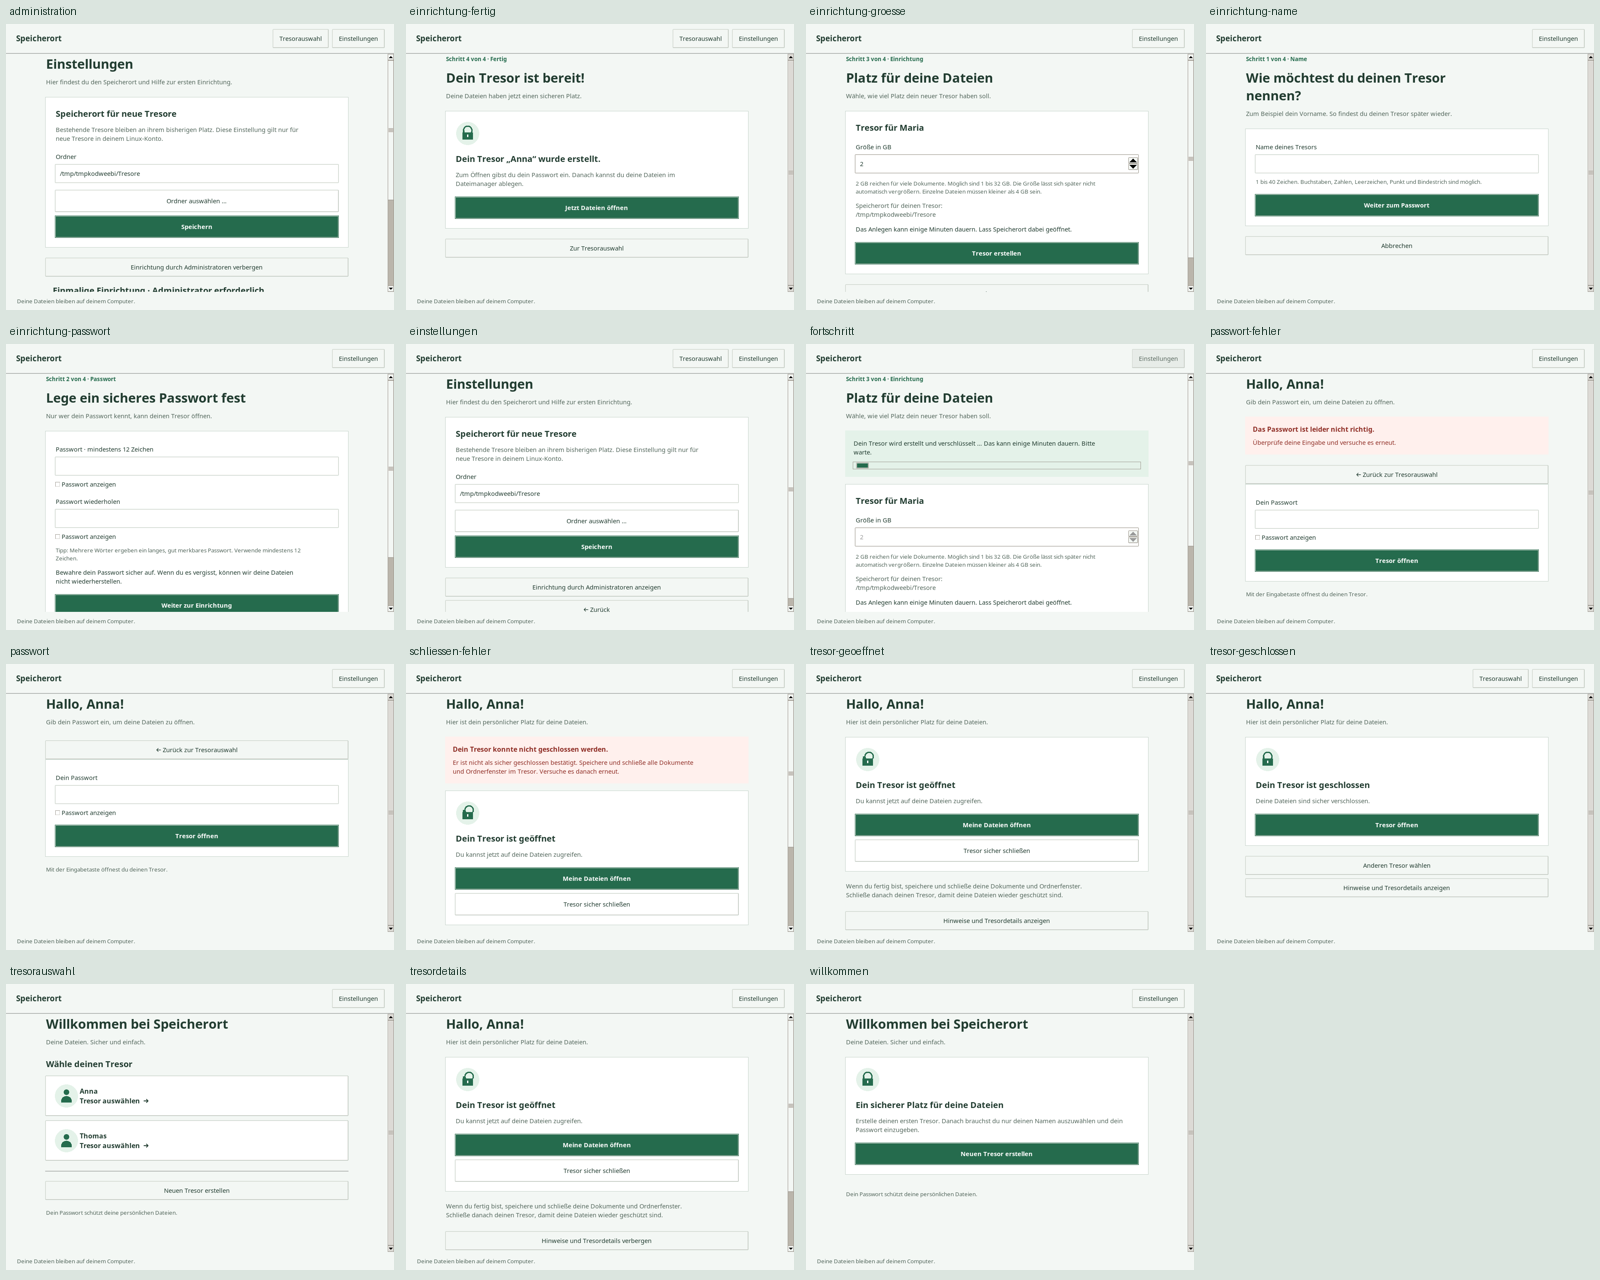 administration
Speicherort
Tresorauswahl
Einstellungen
Einstellungen
Hier findest du den Speicherort und Hilfe zur ersten Einrichtung.
Speicherort für neue Tresore
Bestehende Tresore bleiben an ihrem bisherigen Platz. Diese Einstellung gilt nur für
neue Tresore in deinem Linux-Konto.
Ordner
/tmp/tmpkodweebi/Tresore
Ordner auswählen ...
Speichern
Einrichtung durch Administratoren verbergen
Einmalige Einrichtung · Administrator erforderlich
Deine Dateien bleiben auf deinem Computer.
einrichtung-fertig
Speicherort
Tresorauswahl
Einstellungen
Schritt 4 von 4 · Fertig
Dein Tresor ist bereit!
Deine Dateien haben jetzt einen sicheren Platz.
Dein Tresor „Anna“ wurde erstellt.
Zum Öffnen gibst du dein Passwort ein. Danach kannst du deine Dateien im
Dateimanager ablegen.
Jetzt Dateien öffnen
Zur Tresorauswahl
Deine Dateien bleiben auf deinem Computer.
einrichtung-groesse
Speicherort
Einstellungen
Schritt 3 von 4 · Einrichtung
Platz für deine Dateien
Wähle, wie viel Platz dein neuer Tresor haben soll.
Tresor für Maria
Größe in GB
2
2 GB reichen für viele Dokumente. Möglich sind 1 bis 32 GB. Die Größe lässt sich später nicht
automatisch vergrößern. Einzelne Dateien müssen kleiner als 4 GB sein.
Speicherort für deinen Tresor:
/tmp/tmpkodweebi/Tresore
Das Anlegen kann einige Minuten dauern. Lass Speicherort dabei geöffnet.
Tresor erstellen
Deine Dateien bleiben auf deinem Computer.
einrichtung-name
Speicherort
Einstellungen
Schritt 1 von 4 · Name
Wie möchtest du deinen Tresor
nennen?
Zum Beispiel dein Vorname. So findest du deinen Tresor später wieder.
Name deines Tresors
1 bis 40 Zeichen. Buchstaben, Zahlen, Leerzeichen, Punkt und Bindestrich sind möglich.
Weiter zum Passwort
Abbrechen
Deine Dateien bleiben auf deinem Computer.
einrichtung-passwort
Speicherort
Einstellungen
Schritt 2 von 4 · Passwort
Lege ein sicheres Passwort fest
Nur wer dein Passwort kennt, kann deinen Tresor öffnen.
Passwort · mindestens 12 Zeichen
Passwort anzeigen
Passwort wiederholen
Passwort anzeigen
Tipp: Mehrere Wörter ergeben ein langes, gut merkbares Passwort. Verwende mindestens 12
Zeichen.
Bewahre dein Passwort sicher auf. Wenn du es vergisst, können wir deine Dateien
nicht wiederherstellen.
Weiter zur Einrichtung
Deine Dateien bleiben auf deinem Computer.
einstellungen
Speicherort
Tresorauswahl
Einstellungen
Einstellungen
Hier findest du den Speicherort und Hilfe zur ersten Einrichtung.
Speicherort für neue Tresore
Bestehende Tresore bleiben an ihrem bisherigen Platz. Diese Einstellung gilt nur für
neue Tresore in deinem Linux-Konto.
Ordner
/tmp/tmpkodweebi/Tresore
Ordner auswählen ...
Speichern
Einrichtung durch Administratoren anzeigen
← Zurück
Deine Dateien bleiben auf deinem Computer.
fortschritt
Speicherort
Einstellungen
Schritt 3 von 4 · Einrichtung
Platz für deine Dateien
Wähle, wie viel Platz dein neuer Tresor haben soll.
Dein Tresor wird erstellt und verschlüsselt ... Das kann einige Minuten dauern. Bitte
warte.
Tresor für Maria
Größe in GB
2
2 GB reichen für viele Dokumente. Möglich sind 1 bis 32 GB. Die Größe lässt sich später nicht
automatisch vergrößern. Einzelne Dateien müssen kleiner als 4 GB sein.
Speicherort für deinen Tresor:
/tmp/tmpkodweebi/Tresore
Das Anlegen kann einige Minuten dauern. Lass Speicherort dabei geöffnet.
Deine Dateien bleiben auf deinem Computer.
passwort-fehler
Speicherort
Einstellungen
Hallo, Anna!
Gib dein Passwort ein, um deine Dateien zu öffnen.
Das Passwort ist leider nicht richtig.
Überprüfe deine Eingabe und versuche es erneut.
← Zurück zur Tresorauswahl
Dein Passwort
Passwort anzeigen
Tresor öffnen
Mit der Eingabetaste öffnest du deinen Tresor.
Deine Dateien bleiben auf deinem Computer.
passwort
Speicherort
Einstellungen
Hallo, Anna!
Gib dein Passwort ein, um deine Dateien zu öffnen.
← Zurück zur Tresorauswahl
Dein Passwort
Passwort anzeigen
Tresor öffnen
Mit der Eingabetaste öffnest du deinen Tresor.
Deine Dateien bleiben auf deinem Computer.
schliessen-fehler
Speicherort
Einstellungen
Hallo, Anna!
Hier ist dein persönlicher Platz für deine Dateien.
Dein Tresor konnte nicht geschlossen werden.
Er ist nicht als sicher geschlossen bestätigt. Speichere und schließe alle Dokumente
und Ordnerfenster im Tresor. Versuche es danach erneut.
Dein Tresor ist geöffnet
Du kannst jetzt auf deine Dateien zugreifen.
Meine Dateien öffnen
Tresor sicher schließen
Deine Dateien bleiben auf deinem Computer.
tresor-geoeffnet
Speicherort
Einstellungen
Hallo, Anna!
Hier ist dein persönlicher Platz für deine Dateien.
Dein Tresor ist geöffnet
Du kannst jetzt auf deine Dateien zugreifen.
Meine Dateien öffnen
Tresor sicher schließen
Wenn du fertig bist, speichere und schließe deine Dokumente und Ordnerfenster.
Schließe danach deinen Tresor, damit deine Dateien wieder geschützt sind.
Hinweise und Tresordetails anzeigen
Deine Dateien bleiben auf deinem Computer.
tresor-geschlossen
Speicherort
Tresorauswahl
Einstellungen
Hallo, Anna!
Hier ist dein persönlicher Platz für deine Dateien.
Dein Tresor ist geschlossen
Deine Dateien sind sicher verschlossen.
Tresor öffnen
Anderen Tresor wählen
Hinweise und Tresordetails anzeigen
Deine Dateien bleiben auf deinem Computer.
tresorauswahl
Speicherort
Einstellungen
Willkommen bei Speicherort
Deine Dateien. Sicher und einfach.
Wähle deinen Tresor
Anna
Tresor auswählen →
Thomas
Tresor auswählen →
Neuen Tresor erstellen
Dein Passwort schützt deine persönlichen Dateien.
Deine Dateien bleiben auf deinem Computer.
tresordetails
Speicherort
Einstellungen
Hallo, Anna!
Hier ist dein persönlicher Platz für deine Dateien.
Dein Tresor ist geöffnet
Du kannst jetzt auf deine Dateien zugreifen.
Meine Dateien öffnen
Tresor sicher schließen
Wenn du fertig bist, speichere und schließe deine Dokumente und Ordnerfenster.
Schließe danach deinen Tresor, damit deine Dateien wieder geschützt sind.
Hinweise und Tresordetails verbergen
Deine Dateien bleiben auf deinem Computer.
willkommen
Speicherort
Einstellungen
Willkommen bei Speicherort
Deine Dateien. Sicher und einfach.
Ein sicherer Platz für deine Dateien
Erstelle deinen ersten Tresor. Danach brauchst du nur deinen Namen auszuwählen und dein
Passwort einzugeben.
Neuen Tresor erstellen
Dein Passwort schützt deine persönlichen Dateien.
Deine Dateien bleiben auf deinem Computer.